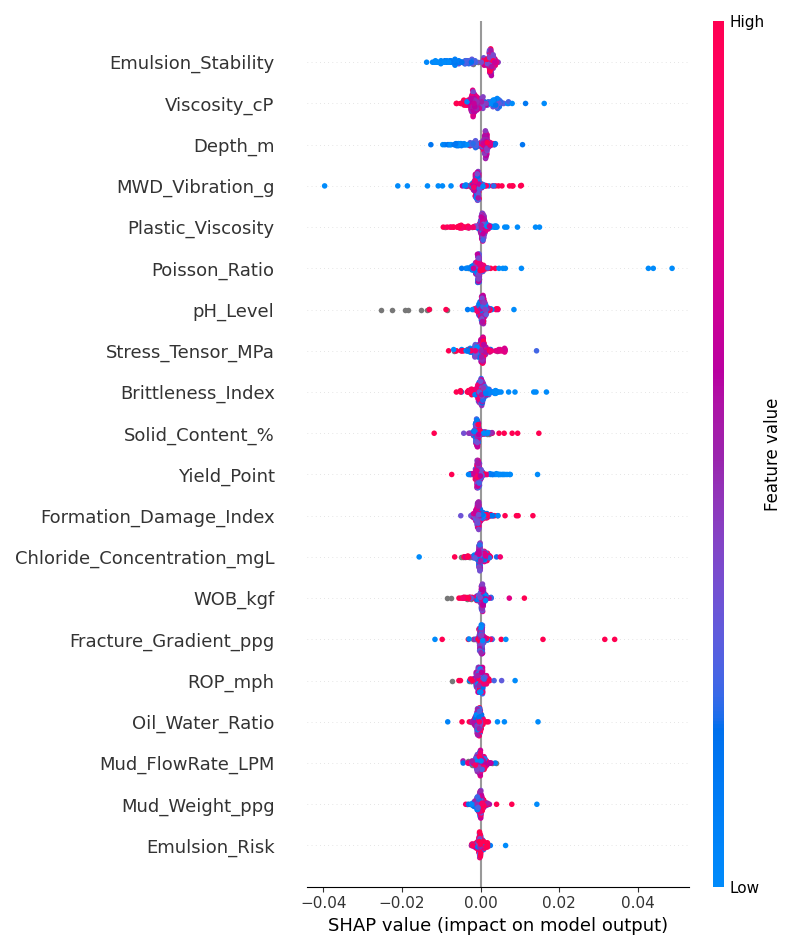 High
Emulsion_Stability
Viscosity_cP
Depth_m
MWD_Vibration_g
Plastic_Viscosity
Poisson_Ratio
pH_Level
Stress_Tensor_MPa
Brittleness_Index
Solid_Content_%
Yield_Point
Formation_Damage_Index
Chloride_Concentration_mgL
WOB_kgf
Fracture_Gradient_ppg
ROP_mph
Oil_Water_Ratio
Mud_FlowRate_LPM
Mud_Weight_ppg
Emulsion_Risk
Feature value
Low
−0.04 −0.02 0.00 0.02 0.04
SHAP value (impact on model output)